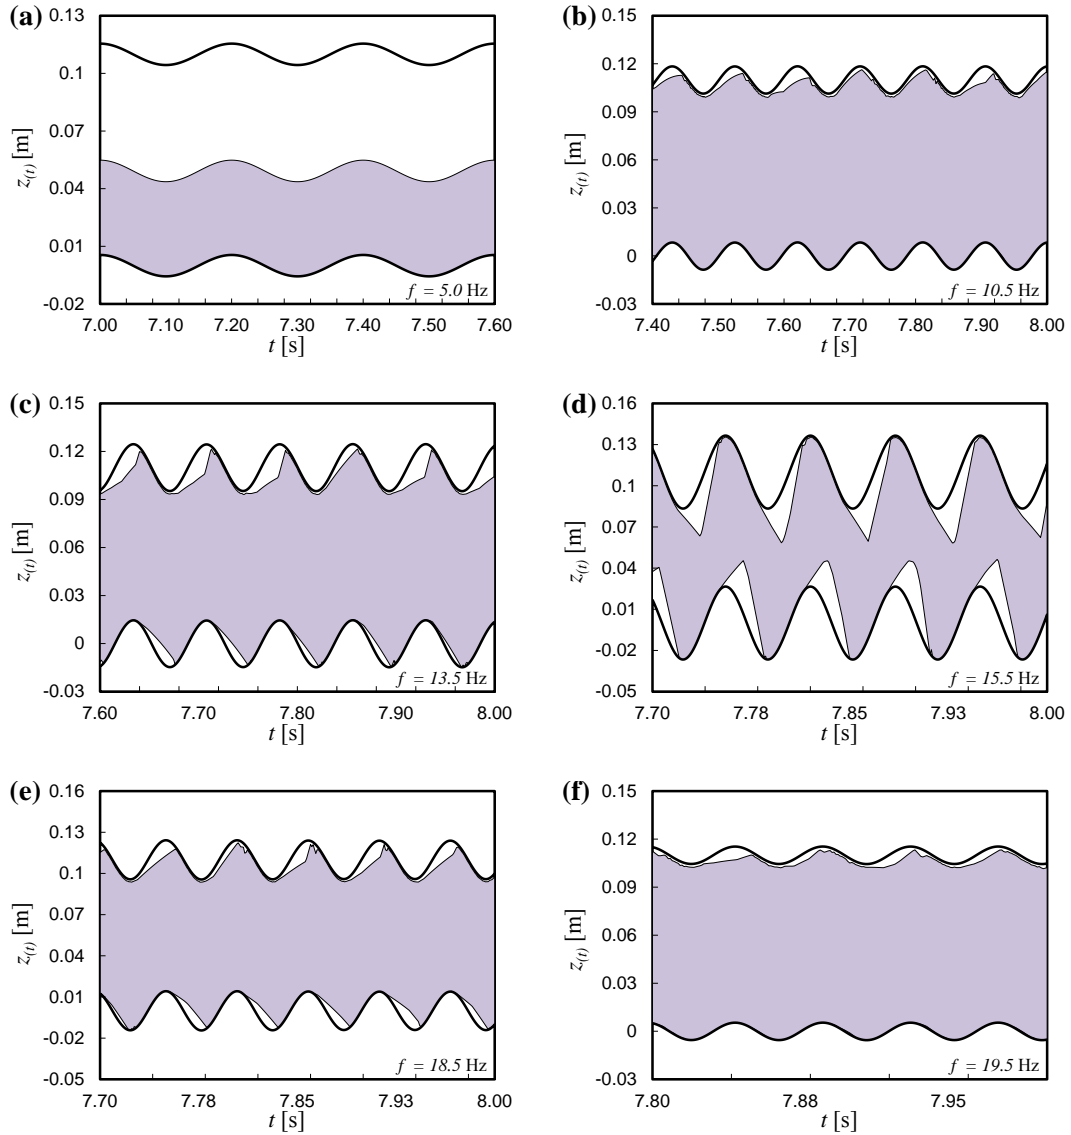 (a)
0.13
0.1
0.07
0.04
0.01
-0.02
z(t) [m]
f = 5.0 Hz
7.00 7.10 7.20 7.30 7.40 7.50 7.60
t [s]
(b)
0.15
0.12
0.09
0.06
0.03
0
-0.03
z(t) [m]
f = 10.5 Hz
7.40 7.50 7.60 7.70 7.80 7.90 8.00
t [s]
(c)
0.15
0.12
0.09
0.06
0.03
0
-0.03
z(t) [m]
f = 13.5 Hz
7.60 7.70 7.80 7.90 8.00
t [s]
(d)
0.16
0.13
0.1
0.07
0.04
0.01
-0.02
-0.05
z(t) [m]
f = 15.5 Hz
7.70 7.78 7.85 7.93 8.00
t [s]
(e)
0.16
0.13
0.1
0.07
0.04
0.01
-0.02
-0.05
z(t) [m]
f = 18.5 Hz
7.70 7.78 7.85 7.93 8.00
t [s]
(f)
0.15
0.12
0.09
0.06
0.03
0
-0.03
z(t) [m]
f = 19.5 Hz
7.80 7.88 7.95
t [s]